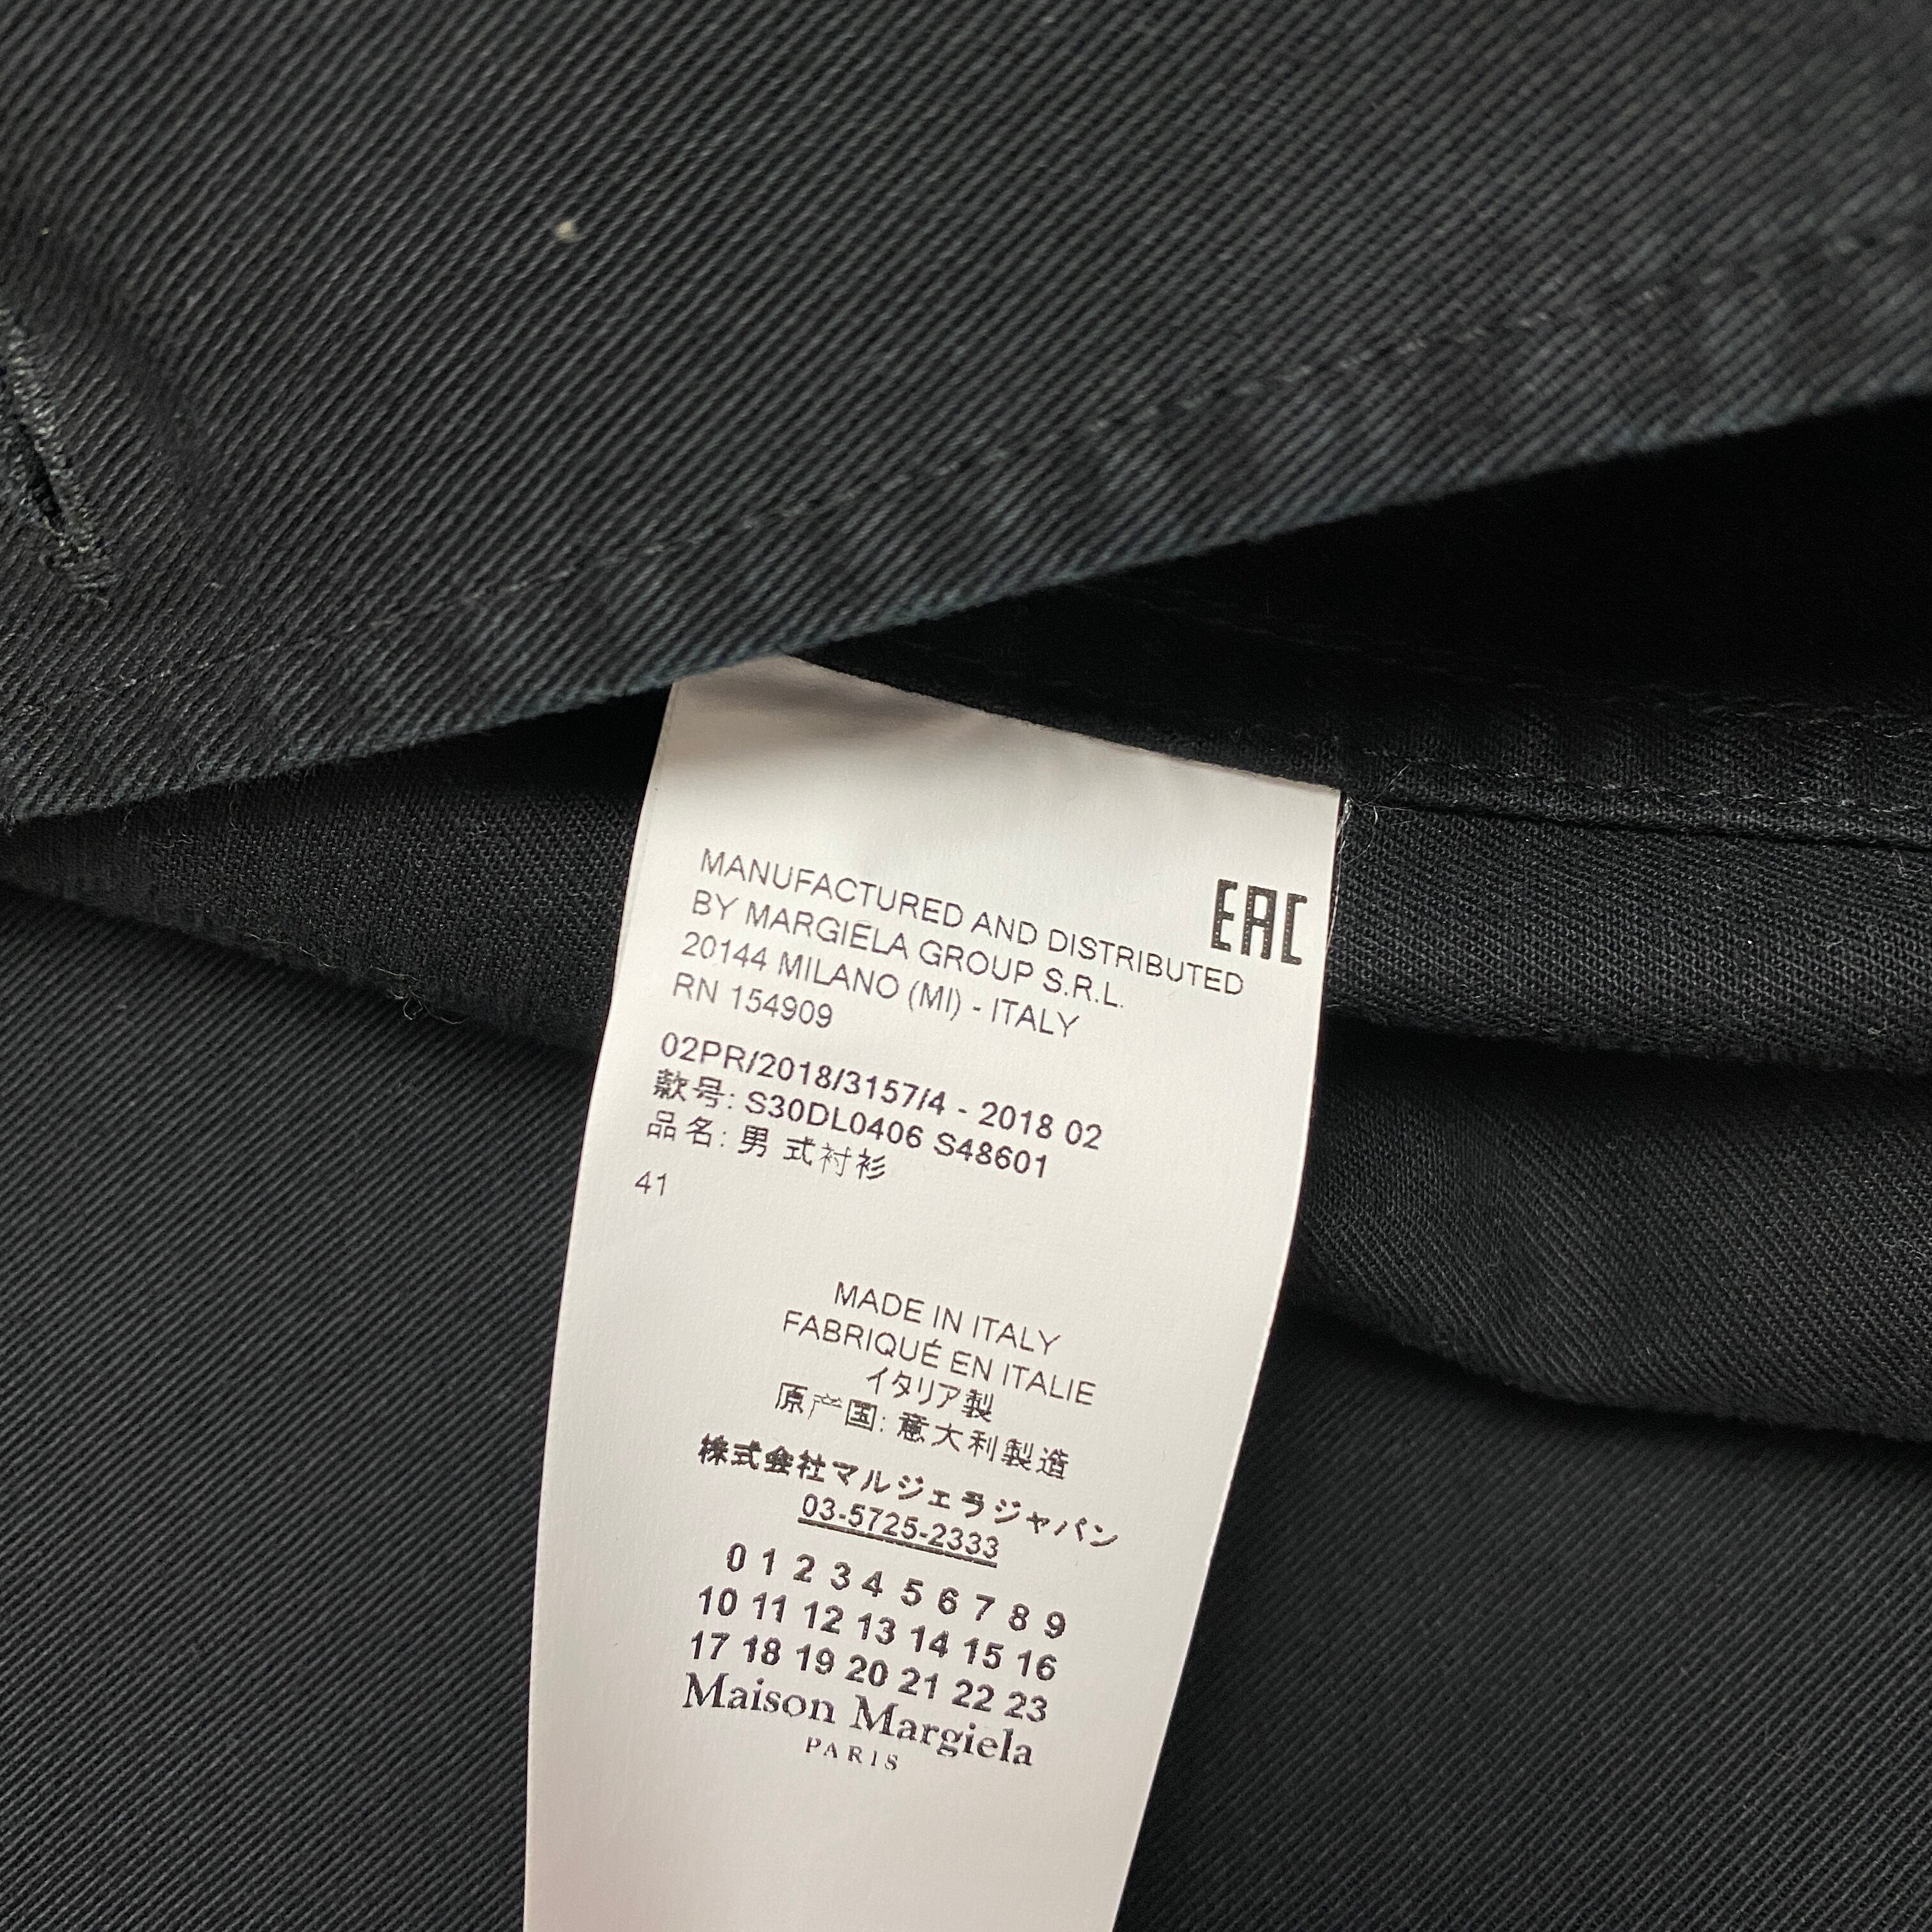 EAC
MANUFACTURED AND DISTRIBUTED
BY MARGIELA GROUP S.R.L.
20144 MILANO (MI) - ITALY
RN 154909
02PR/2018/3157/4 - 2018 02
款号: S30DL0406 S48601
品名: 男 式衬衫
41
MADE IN ITALY
FABRIQUÉ EN ITALIE
イタリア製
原产国: 意大利製造
株式会社マルジェラジャパン
03-5725-2333
0 1 2 3 4 5 6 7 8 9
10 11 12 13 14 15 16
17 18 19 20 21 22 23
Maison Margiela
PARIS